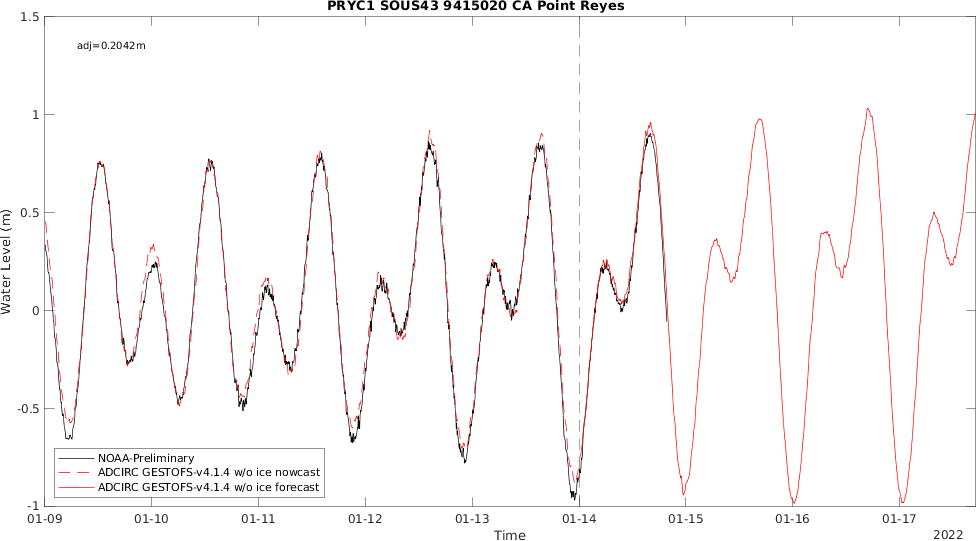 PRYC1 SOUS43 9415020 CA Point Reyes
1.5
adj=0.2042m
1
0.5
0
-0.5
-1
Water Level (m)
NOAA-Preliminary
ADCIRC GESTOFS-v4.1.4 w/o ice nowcast
ADCIRC GESTOFS-v4.1.4 w/o ice forecast
01-09 01-10 01-11 01-12 01-13 01-14 01-15 01-16 01-17
Time
2022